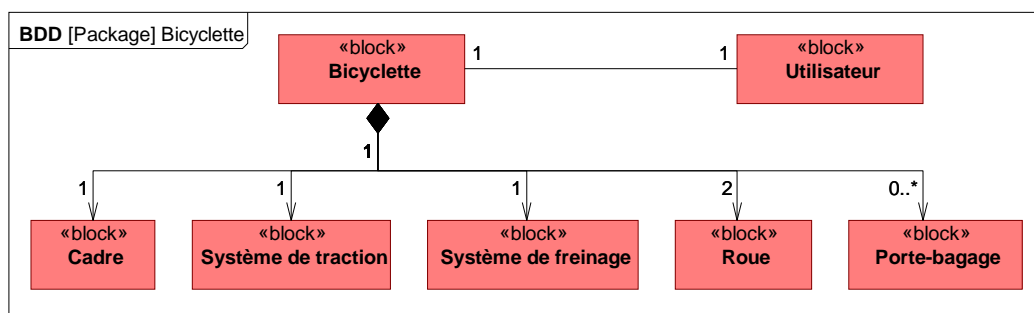 BDD [Package] Bicyclette
«block»
Bicyclette
1
1
«block»
Utilisateur
1
1
1
1
2
0..*
«block»
Cadre
«block»
Système de traction
«block»
Système de freinage
«block»
Roue
«block»
Porte-bagage